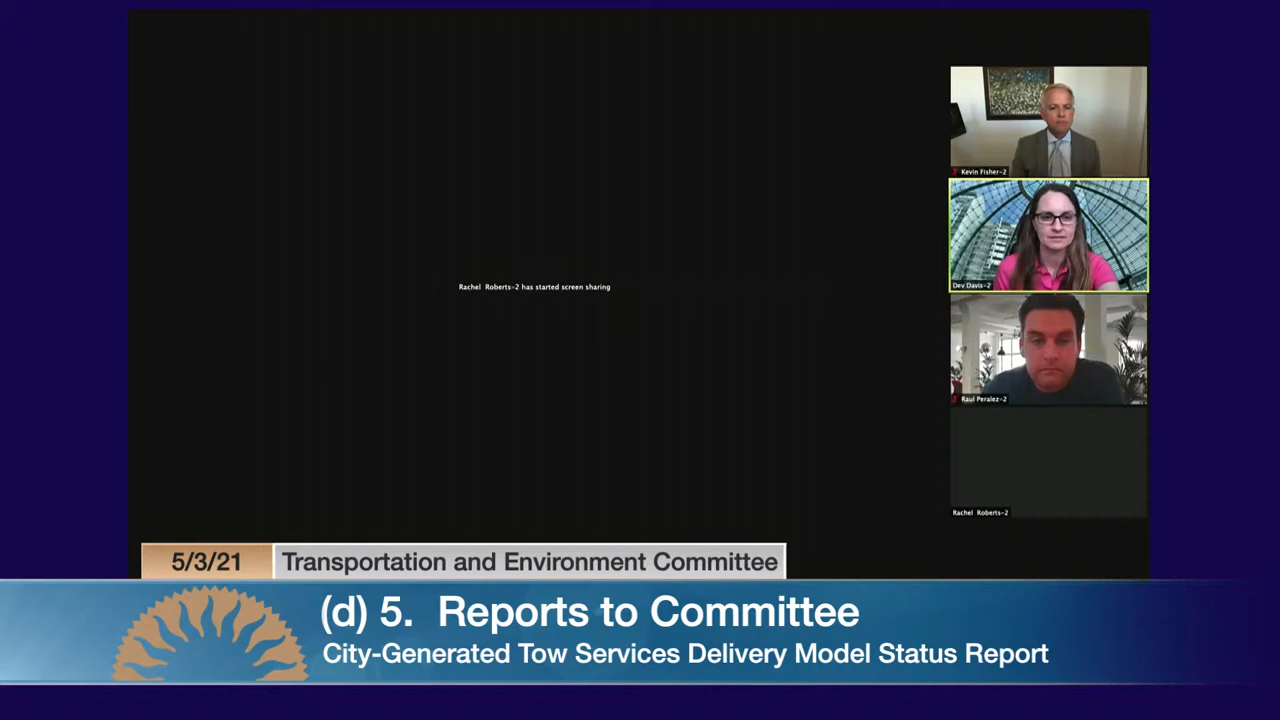 Kevin Fisher-2
Dev Davis-2
Rachel Roberts-2 has started screen sharing
Raul Peralez-2
Rachel Roberts-2
5/3/21
Transportation and Environment Committee
(d) 5. Reports to Committee
City-Generated Tow Services Delivery Model Status Report